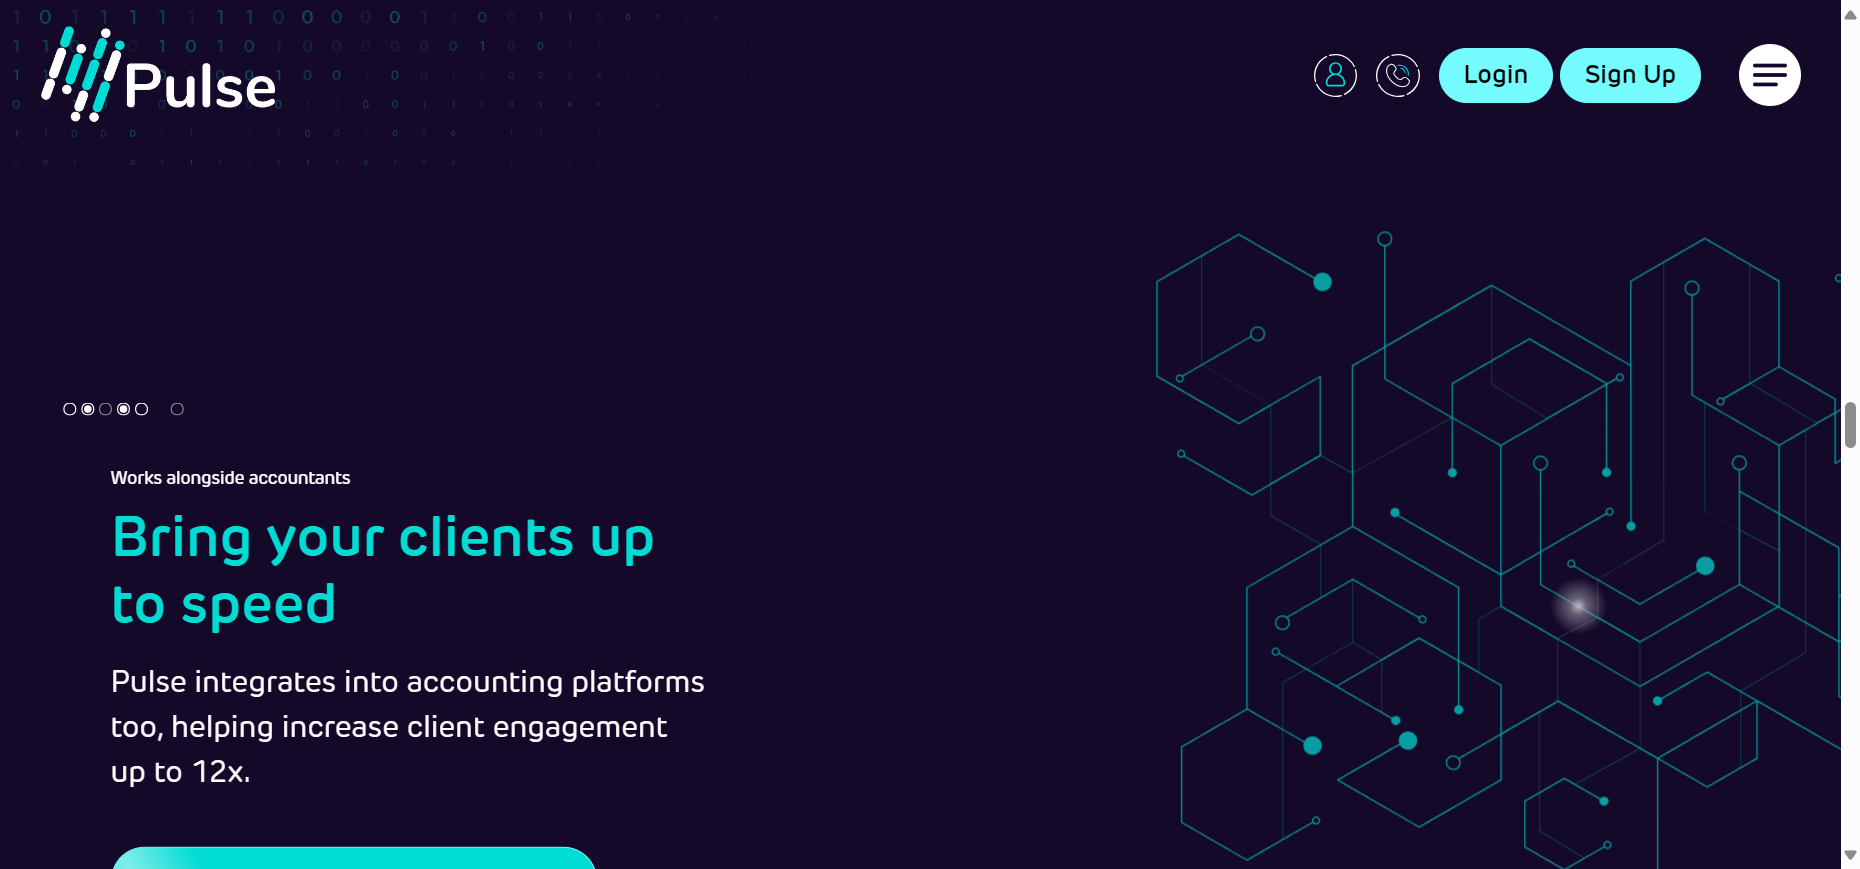 Pulse
Login
Sign Up
Works alongside accountants
Bring your clients up
to speed
Pulse integrates into accounting platforms
too, helping increase client engagement
up to 12x.